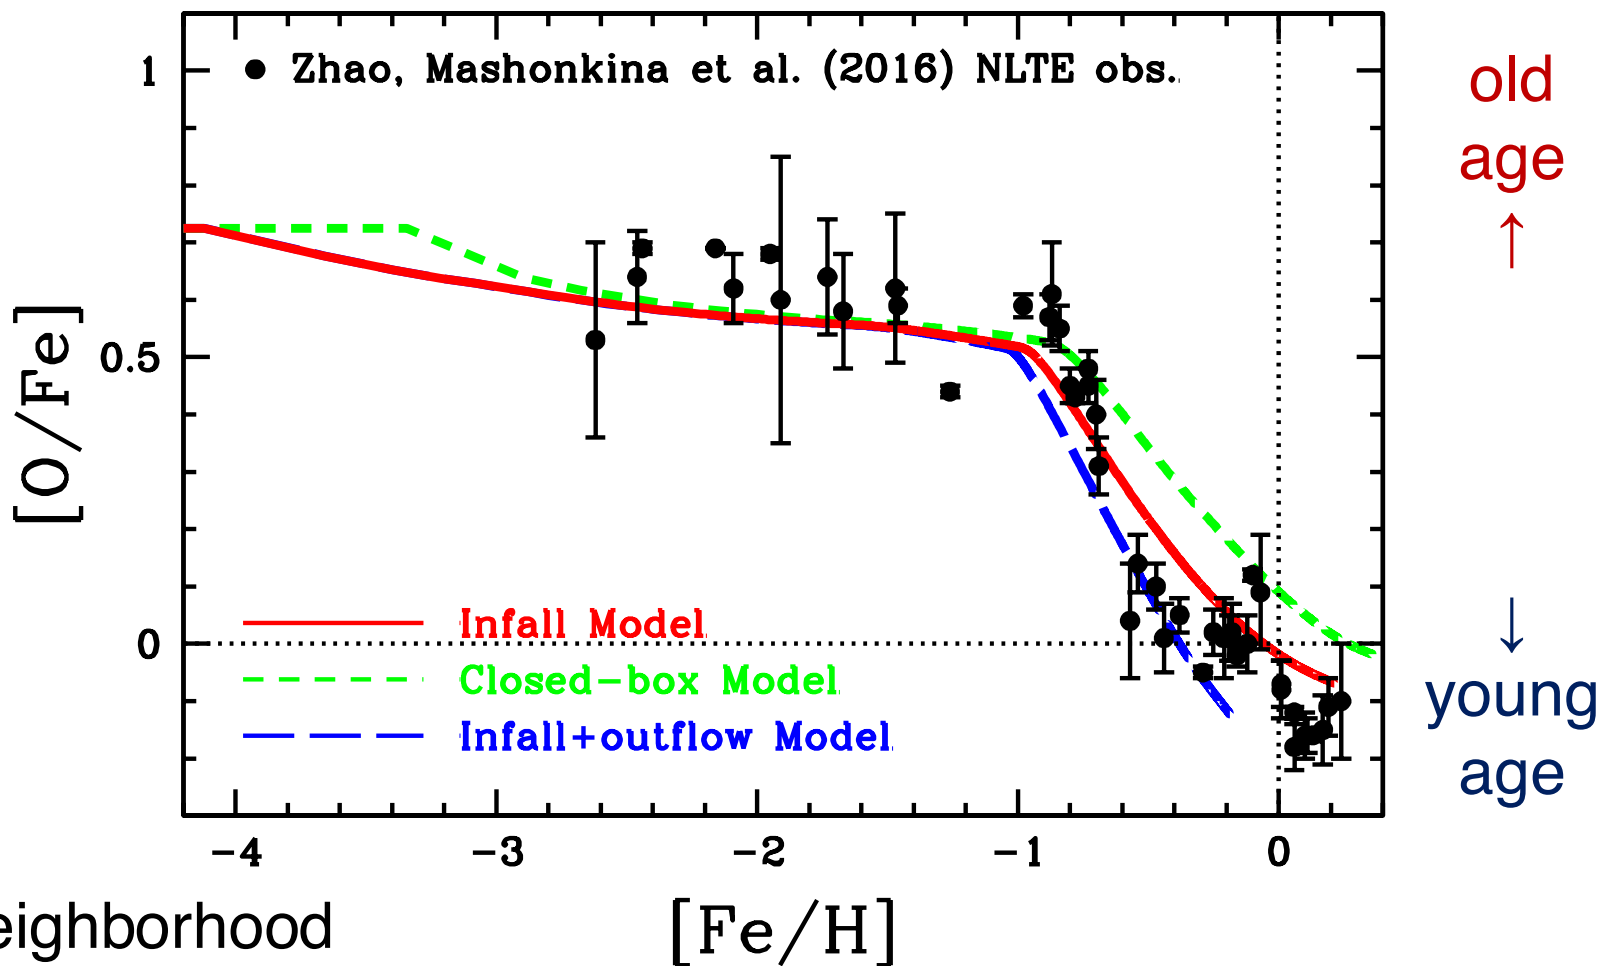 1
● Zhao, Mashonkina et al. (2016) NLTE obs.
old
age
↑
[O/Fe]
0.5
Infall Model
0
Closed-box Model
Infall+outflow Model
↓
young
age
-4 -3 -2 -1 0
eighborhood
[Fe/H]